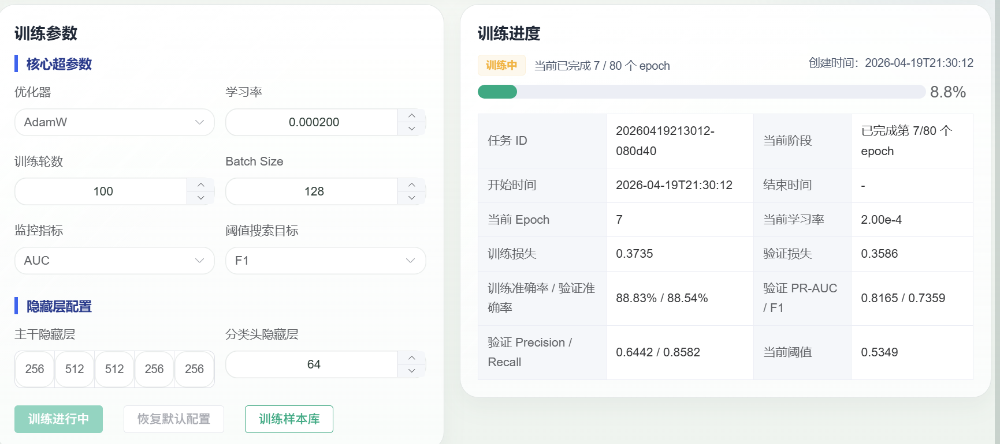 训练参数
核心超参数
优化器
学习率
AdamW
0.000200
训练轮数
Batch Size
100
128
监控指标
阈值搜索目标
AUC
F1
隐藏层配置
主干隐藏层
分类头隐藏层
256 512 512 256 256
64
训练进行中
恢复默认配置
训练样本库
训练进度
训练中
当前已完成 7 / 80 个 epoch
创建时间：2026-04-19T21:30:12
8.8%
任务 ID
20260419213012-
080d40
当前阶段
已完成第 7/80 个
epoch
开始时间
2026-04-19T21:30:12
结束时间
-
当前 Epoch
7
当前学习率
2.00e-4
训练损失
0.3735
验证损失
0.3586
训练准确率 / 验证准
确率
88.83% / 88.54%
验证 PR-AUC
/ F1
0.8165 / 0.7359
验证 Precision /
Recall
0.6442 / 0.8582
当前阈值
0.5349